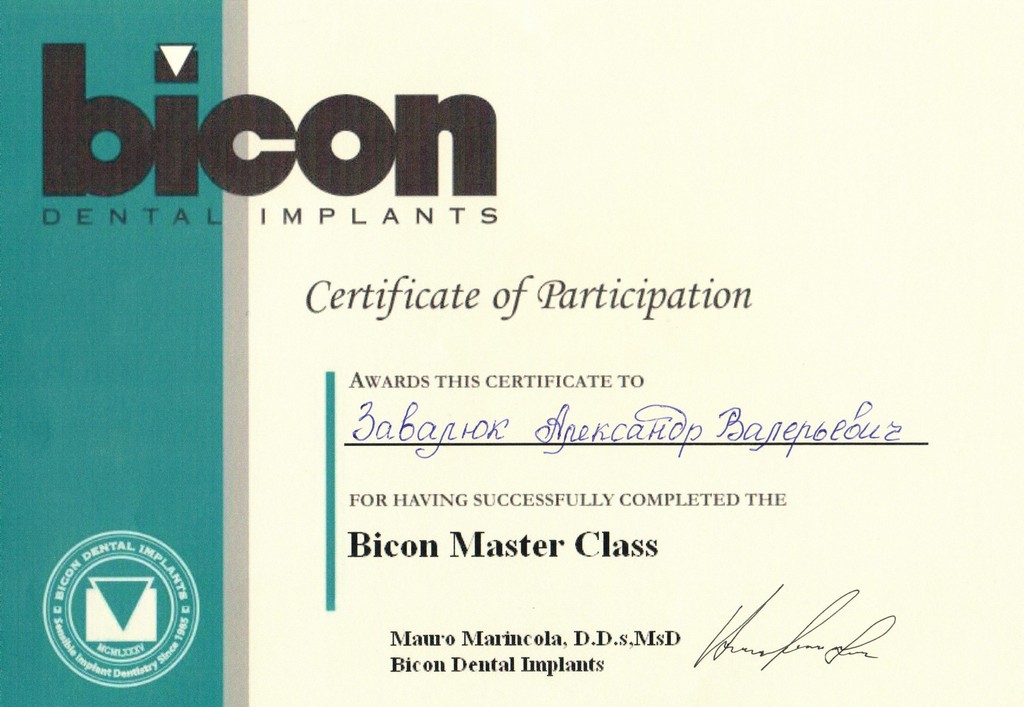 bicon
DENTAL IMPLANTS
Certificate of Participation
AWARDS THIS CERTIFICATE TO
Завалюк Александр Валерьевич
FOR HAVING SUCCESSFULLY COMPLETED THE
Bicon Master Class
Mauro Marincola, D.D.s,MsD
Bicon Dental Implants
BICON DENTAL IMPLANTS
MCMLXXXV
Sensible Implant Dentistry Since 1985